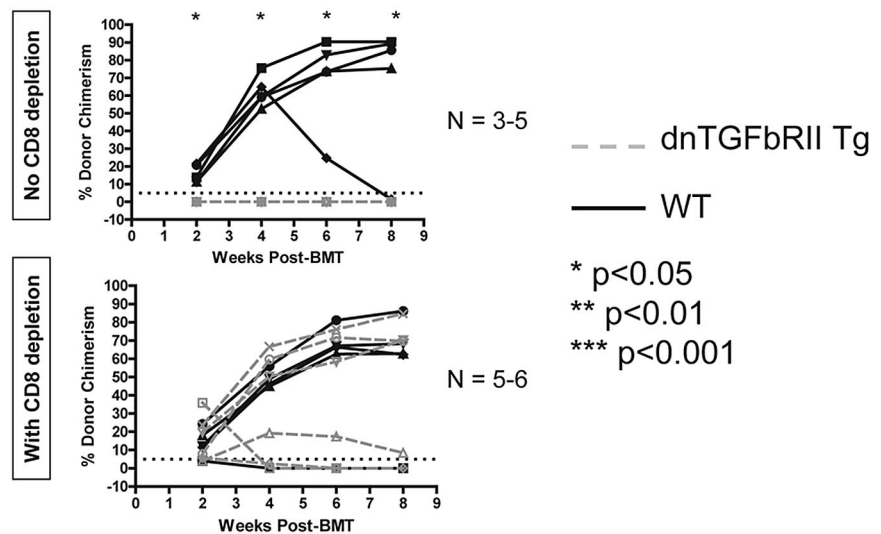 No CD8 depletion
% Donor Chimerism
100
90
80
70
60
50
40
30
20
10
0
-10
* * * *
0 1 2 3 4 5 6 7 8 9
Weeks Post-BMT
N = 3-5
With CD8 depletion
% Donor Chimerism
100
90
80
70
60
50
40
30
20
10
0
-10
0 1 2 3 4 5 6 7 8 9
Weeks Post-BMT
N = 5-6
dnTGFbRII Tg
WT
* p<0.05
** p<0.01
*** p<0.001